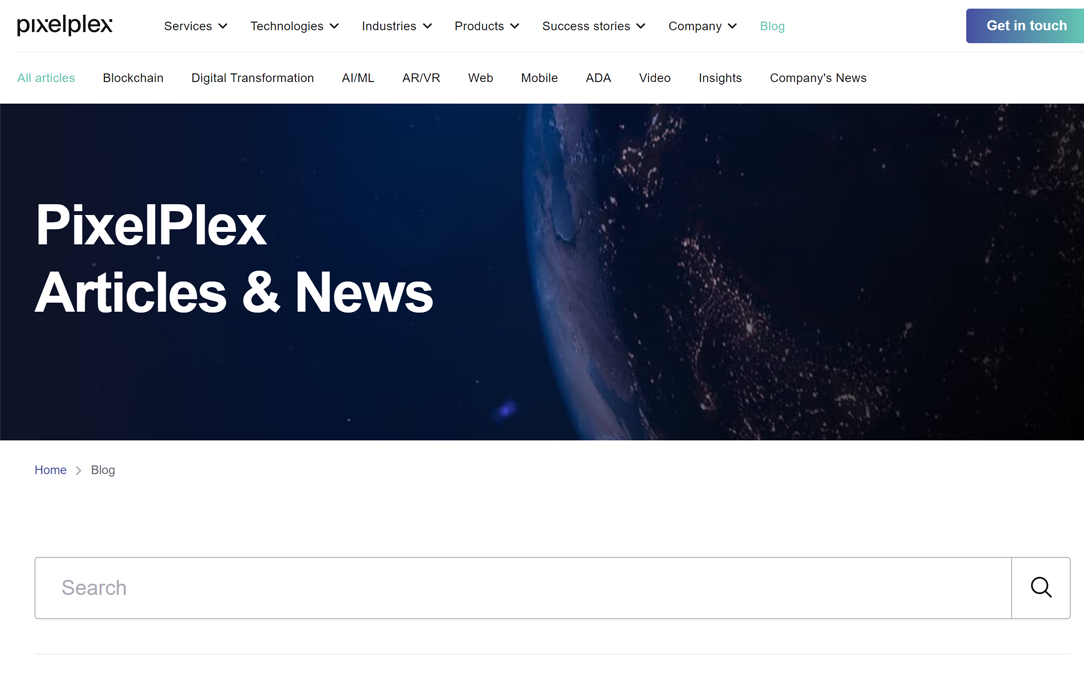 pixelplex Services Technologies Industries Products Success stories Company Blog Get in touch
All articles Blockchain Digital Transformation AI/ML AR/VR Web Mobile ADA Video Insights Company's News
PixelPlex
Articles & News
Home Blog
Search